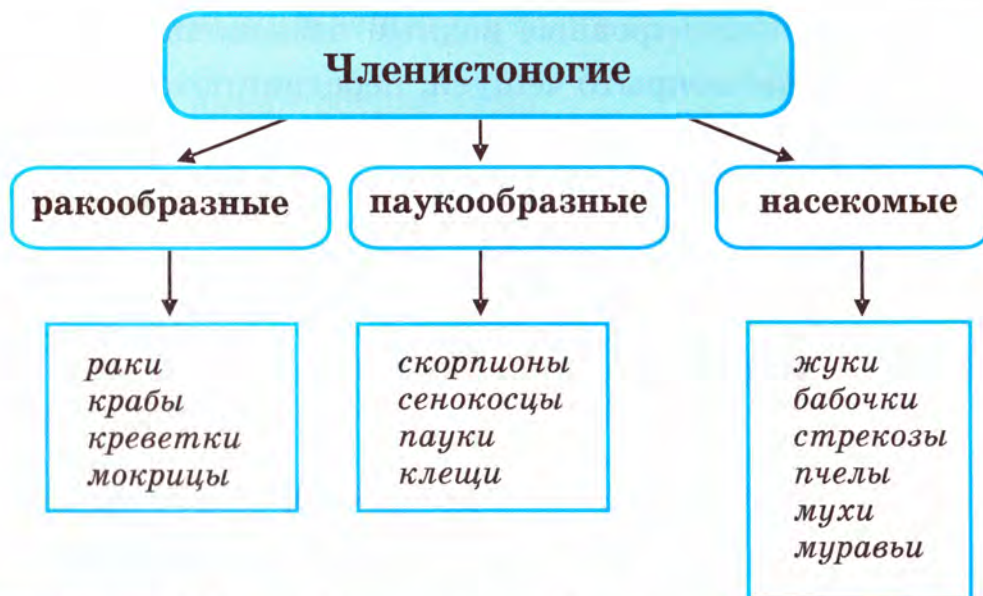 Членистоногие
ракообразные
паукообразные
насекомые
раки
крабы
креветки
мокрицы
скорпионы
сенокосцы
пауки
клещи
жуки
бабочки
стрекозы
пчелы
мухи
муравьи